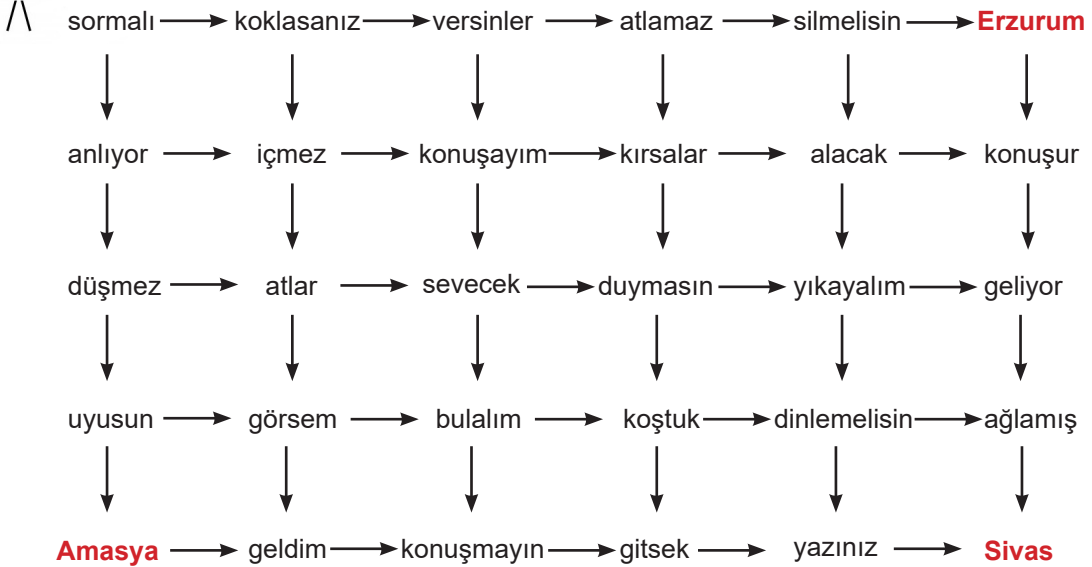 /\ sormalı koklasanız versinler atlamaz silmelisin Erzurum
anlıyor içmez konuşayım kırsalar alacak konuşur
düşmez atlar sevecek duymasın yıkayalım geliyor
uyusun görsem bulalım koştuk dinlemelisin ağlamış
Amasya geldim konuşmayın gitsek yazınız Sivas